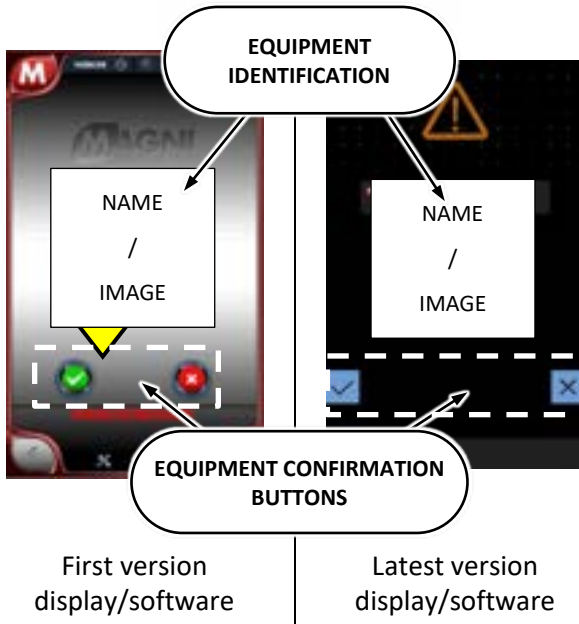 EQUIPMENT
IDENTIFICATION
M
MAGNI
NAME
/
IMAGE
NAME
/
IMAGE
EQUIPMENT CONFIRMATION
BUTTONS
First version
display/software
Latest version
display/software